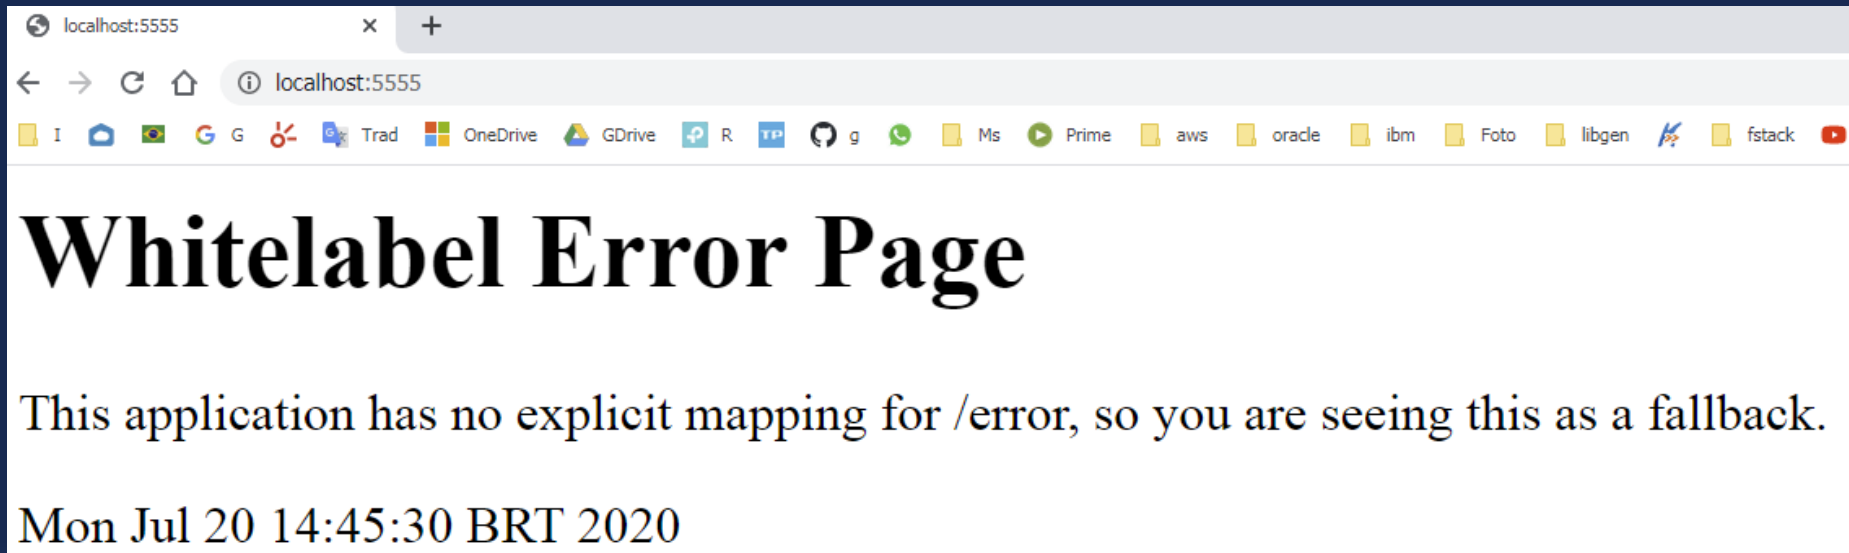 localhost:5555
localhost:5555
I G Trad OneDrive GDrive R TP g Ms Prime aws oracle ibm Foto libgen fstack
Whitelabel Error Page
This application has no explicit mapping for /error, so you are seeing this as a fallback.
Mon Jul 20 14:45:30 BRT 2020